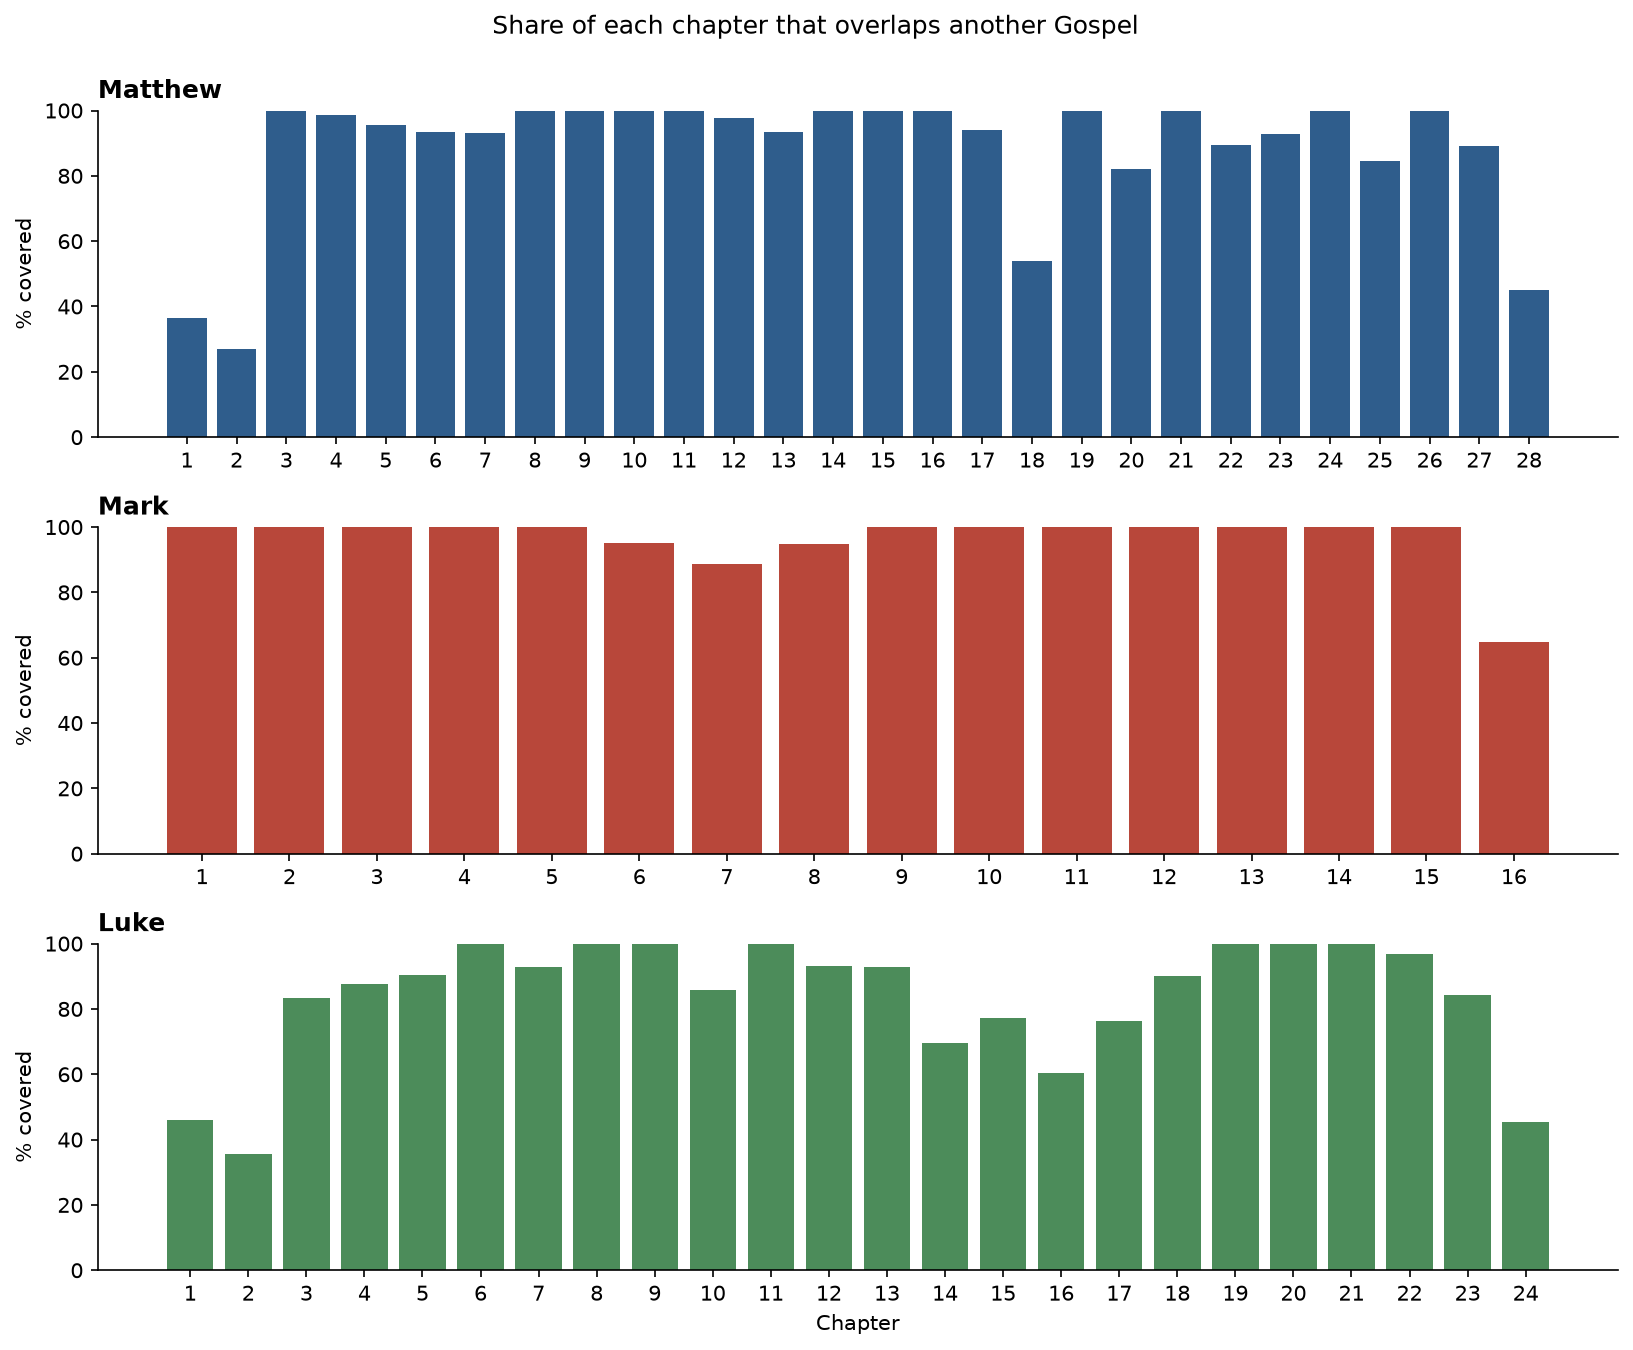 Share of each chapter that overlaps another Gospel
Matthew
% covered
100
80
60
40
20
0
1 2 3 4 5 6 7 8 9 10 11 12 13 14 15 16 17 18 19 20 21 22 23 24 25 26 27 28
Mark
% covered
100
80
60
40
20
0
1 2 3 4 5 6 7 8 9 10 11 12 13 14 15 16
Luke
% covered
100
80
60
40
20
0
1 2 3 4 5 6 7 8 9 10 11 12 13 14 15 16 17 18 19 20 21 22 23 24
Chapter